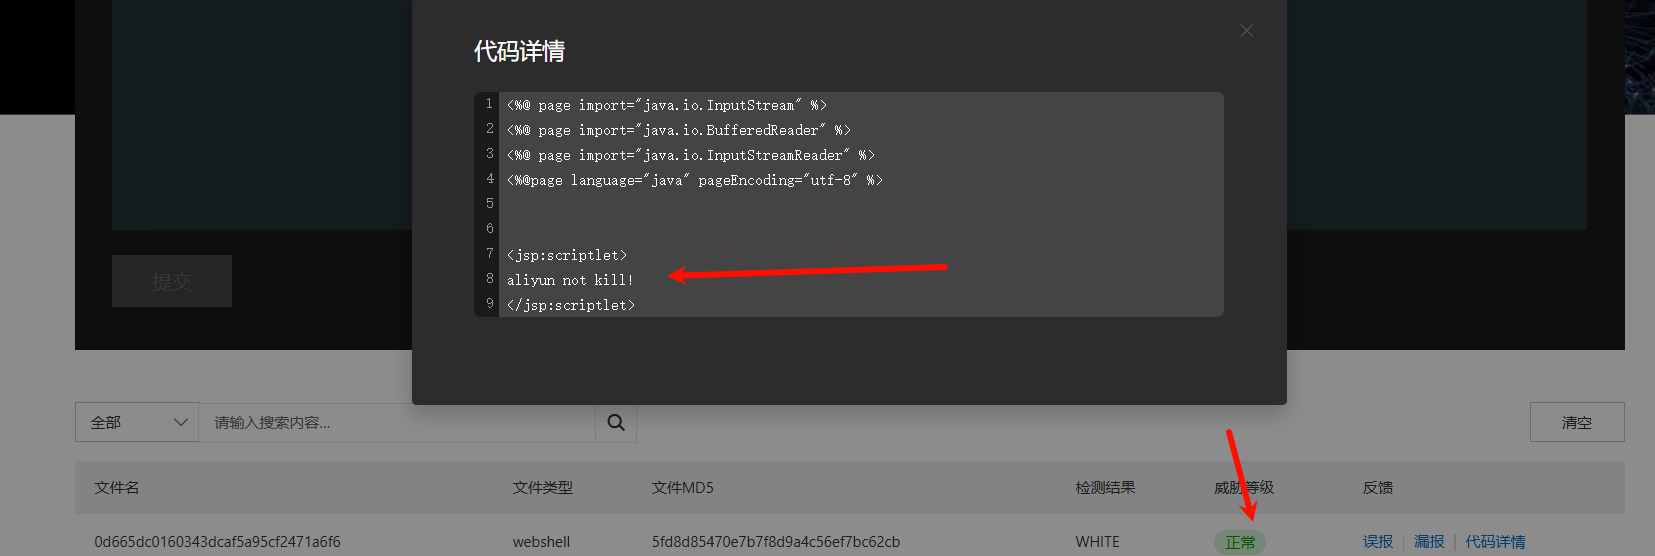 代码详情
1 <%@ page import="java.io.InputStream" %>
2 <%@ page import="java.io.BufferedReader" %>
3 <%@ page import="java.io.InputStreamReader" %>
4 <%@page language="java" pageEncoding="utf-8" %>
5
6
7 <jsp:scriptlet>
8 aliyun not kill!
9 </jsp:scriptlet>
提交
全部 请输入搜索内容... 清空
文件名 文件类型 文件MD5 检测结果 威胁等级 反馈
0d665dc0160343dcaf5a95cf2471a6f6 webshell 5fd8d85470e7b7f8d9a4c56ef7bc62cb WHITE 正常 误报 | 漏报 | 代码详情